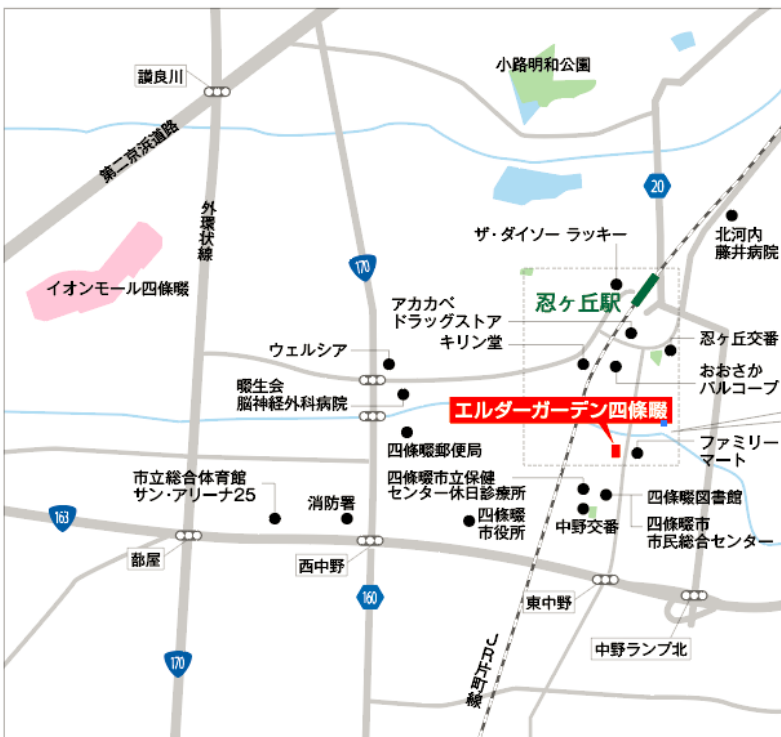 讃良川
小路明和公園
第二京浜道路
20
外環状線
ザ・ダイソー ラッキー
北河内
藤井病院
170
イオンモール四條畷
アカカベ
ドラッグストア
忍ヶ丘駅
キリン堂
忍ヶ丘交番
ウェルシア
おおさか
パルコープ
畷生会
脳神経外科病院
エルダーガーデン四條畷
四條畷郵便局
ファミリー
マート
市立総合体育館
サン・アリーナ25
消防署
四條畷市立保健
センター休日診療所
四條畷図書館
163
四條畷
市役所
中野交番
四條畷市
市民総合センター
蔀屋
西中野
160
東中野
中野ランプ北
170
JR片町線